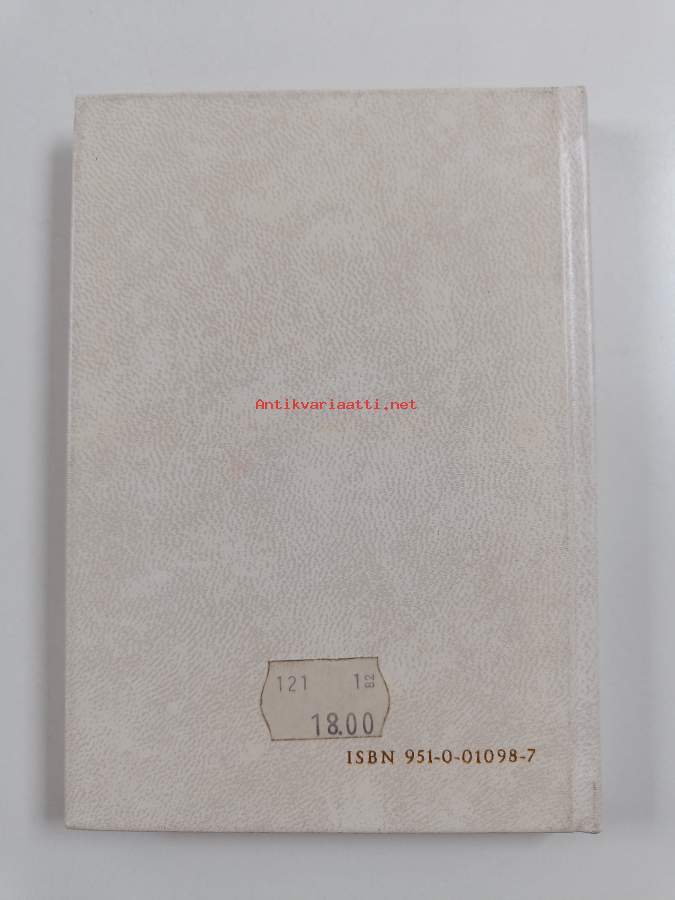 Antikvariaatti.net
121 1 82
18.00
ISBN 951-0-01098-7